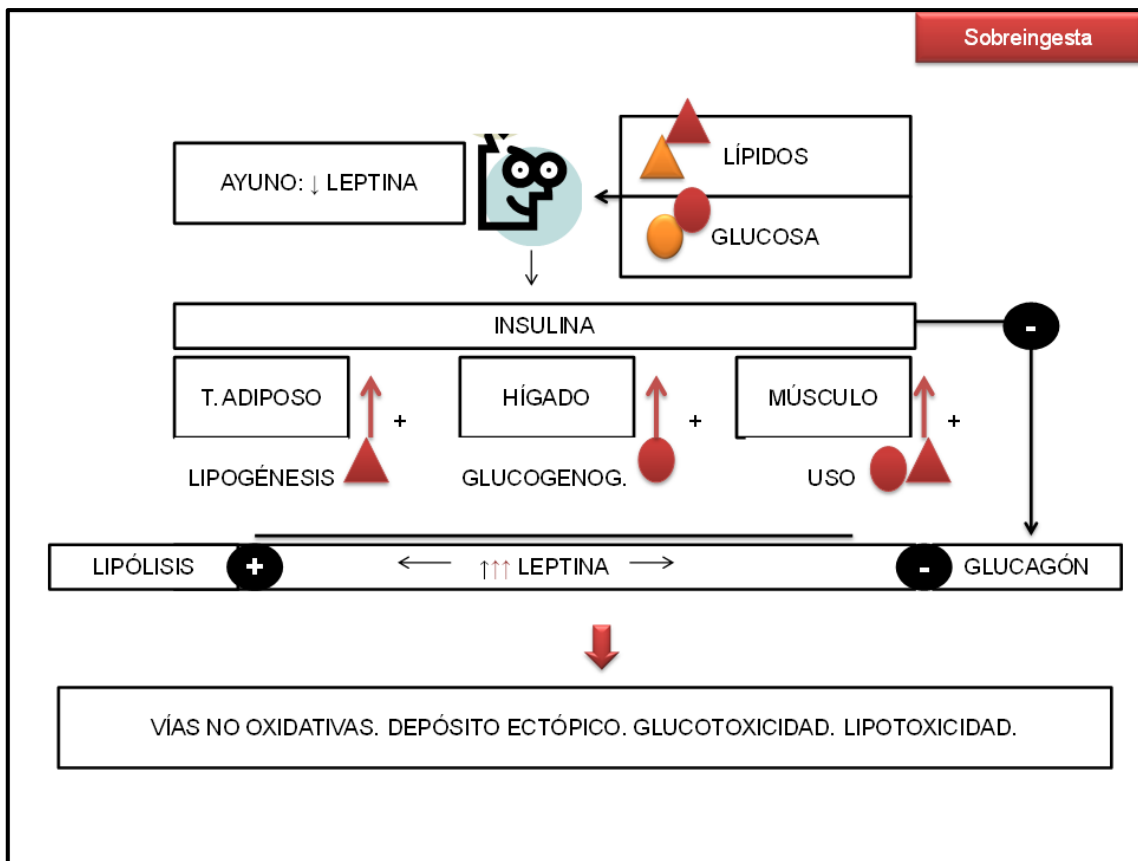 Sobreingesta
AYUNO: ↓ LEPTINA
LÍPIDOS
GLUCOSA
INSULINA
-
T. ADIPOSO
+
HÍGADO
+
MÚSCULO
+
LIPOGÉNESIS
GLUCOGENOG.
USO
LIPÓLISIS
+
↑↑↑ LEPTINA
-
GLUCAGÓN
VÍAS NO OXIDATIVAS. DEPÓSITO ECTÓPICO. GLUCOTOXICIDAD. LIPOTOXICIDAD.